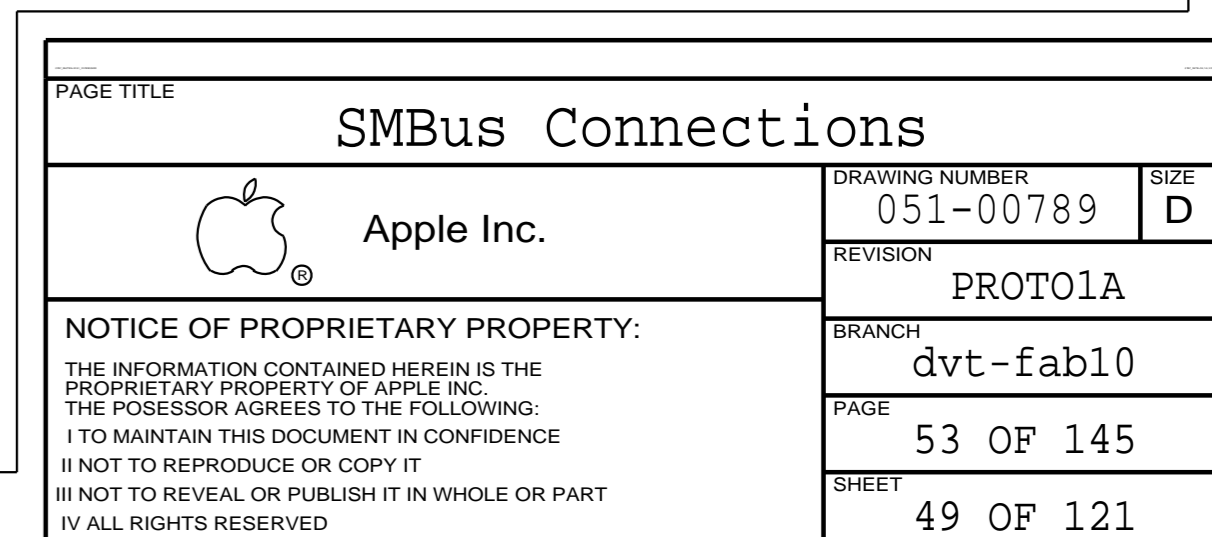 PAGE TITLE
SMBus Connections
Apple Inc.
®
DRAWING NUMBER
051-00789
SIZE
D
REVISION
PROTO1A
BRANCH
dvt-fab10
PAGE
53 OF 145
SHEET
49 OF 121
NOTICE OF PROPRIETARY PROPERTY:
THE INFORMATION CONTAINED HEREIN IS THE
PROPRIETARY PROPERTY OF APPLE INC.
THE POSESSOR AGREES TO THE FOLLOWING:
I TO MAINTAIN THIS DOCUMENT IN CONFIDENCE
II NOT TO REPRODUCE OR COPY IT
III NOT TO REVEAL OR PUBLISH IT IN WHOLE OR PART
IV ALL RIGHTS RESERVED